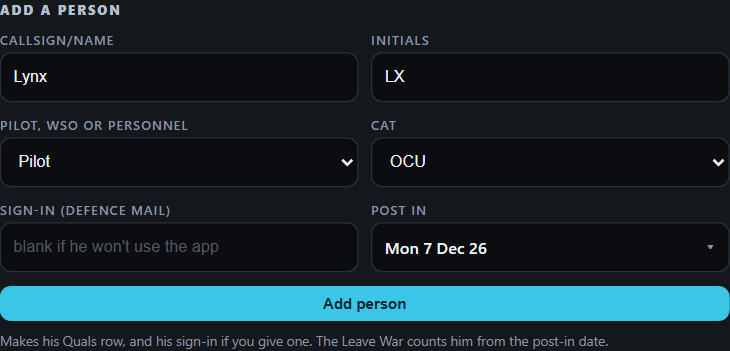 ADD A PERSON
CALLSIGN/NAME INITIALS
Lynx LX
PILOT, WSO OR PERSONNEL CAT
Pilot OCU
SIGN-IN (DEFENCE MAIL) POST IN
blank if he won't use the app Mon 7 Dec 26
Add person
Makes his Quals row, and his sign-in if you give one. The Leave War counts him from the post-in date.